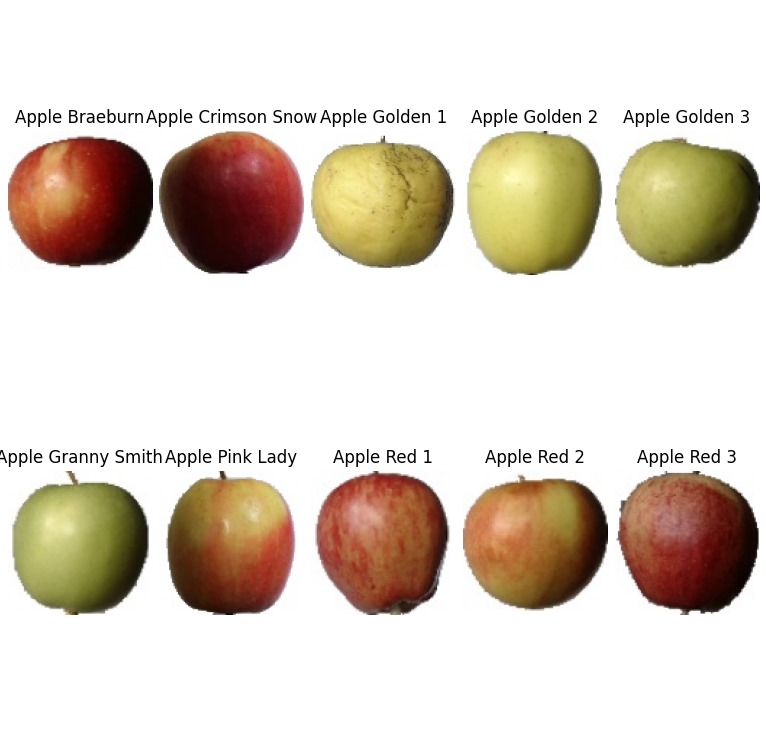 Apple Braeburn
Apple Crimson Snow
Apple Golden 1
Apple Golden 2
Apple Golden 3
Apple Granny Smith
Apple Pink Lady
Apple Red 1
Apple Red 2
Apple Red 3